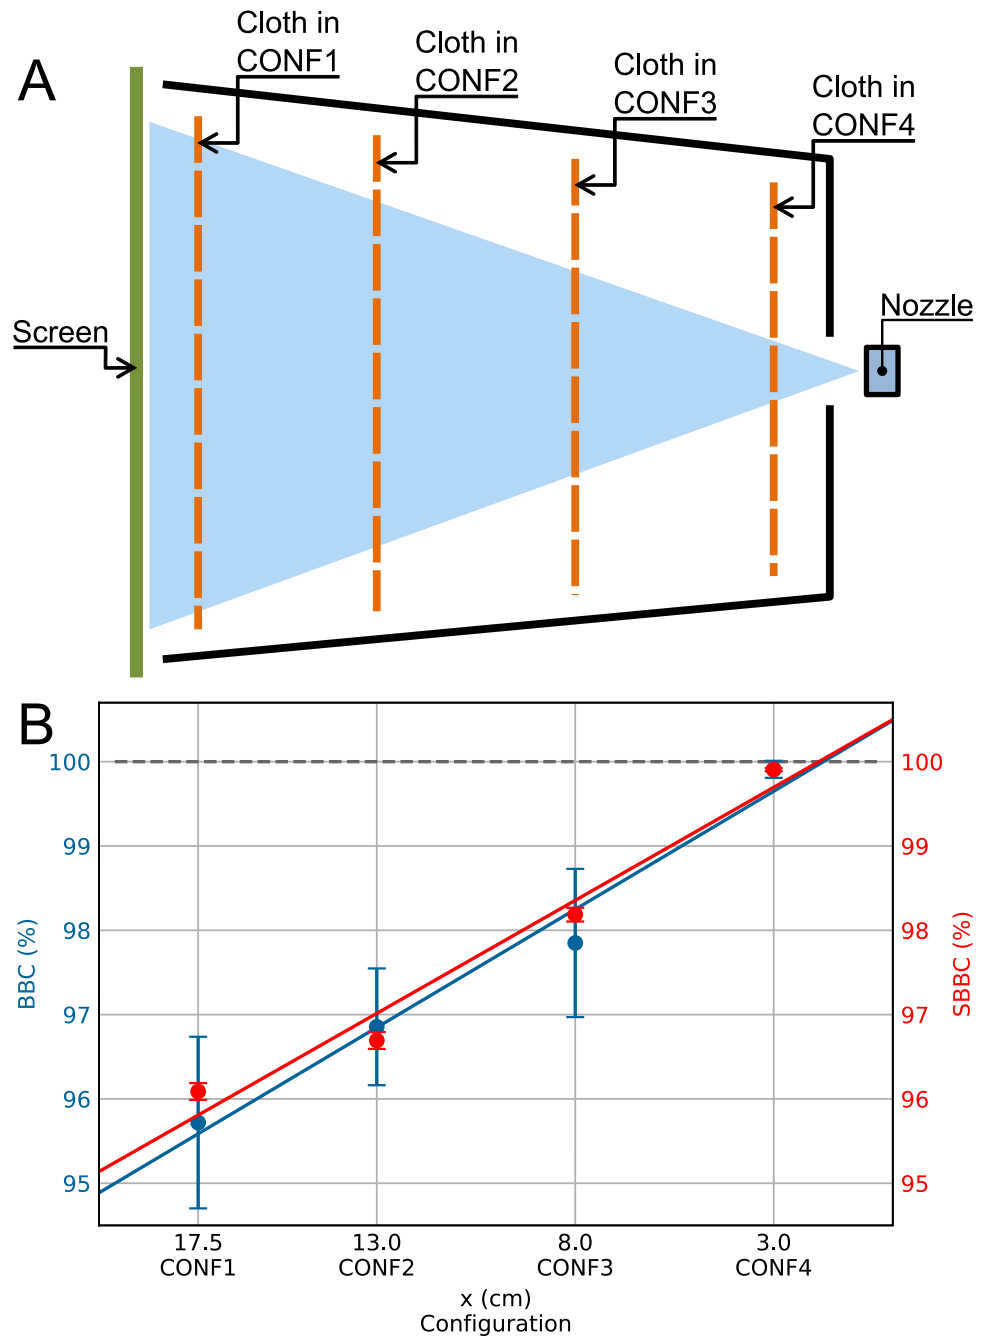 A
Cloth in
CONF1
Cloth in
CONF2
Cloth in
CONF3
Cloth in
CONF4
Screen
Nozzle
B
100
99
98
97
96
95
BBC (%)
100
99
98
97
96
95
SBBC (%)
17.5
CONF1
13.0
CONF2
8.0
CONF3
3.0
CONF4
x (cm)
Configuration